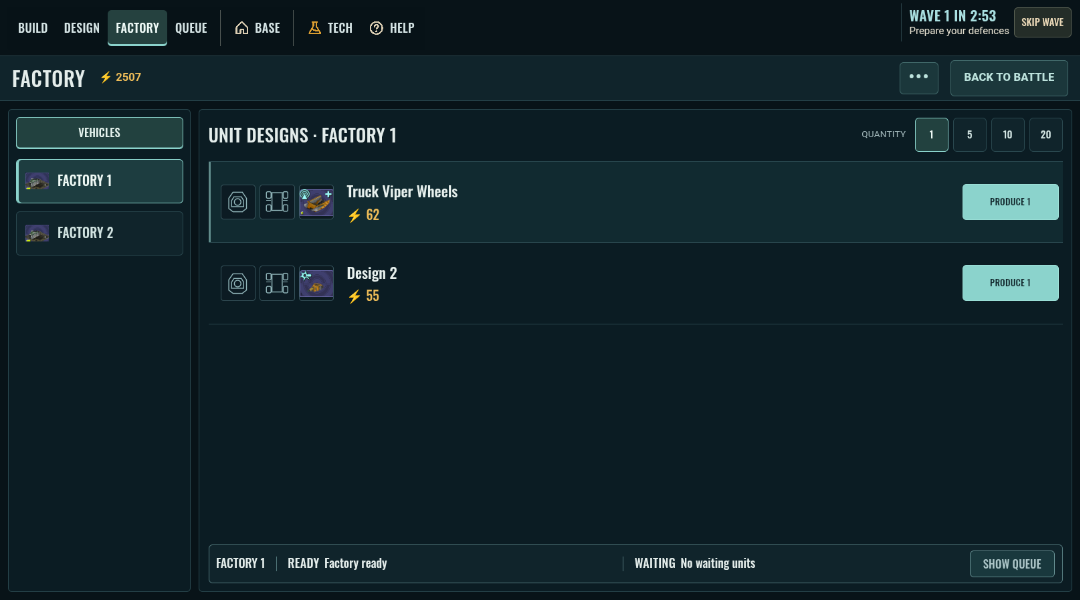 BUILD DESIGN FACTORY QUEUE BASE TECH HELP
WAVE 1 IN 2:53
Prepare your defences
SKIP WAVE
FACTORY 2507
BACK TO BATTLE
VEHICLES
FACTORY 1
FACTORY 2
UNIT DESIGNS · FACTORY 1
QUANTITY 1 5 10 20
Truck Viper Wheels
62
PRODUCE 1
Design 2
55
PRODUCE 1
FACTORY 1 READY Factory ready WAITING No waiting units SHOW QUEUE